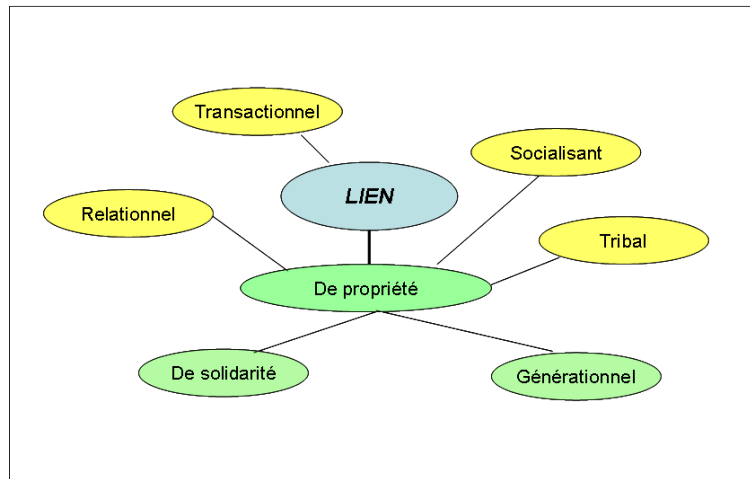 Transactionnel
Socialisant
LIEN
Relationnel
Tribal
De propriété
De solidarité
Générationnel